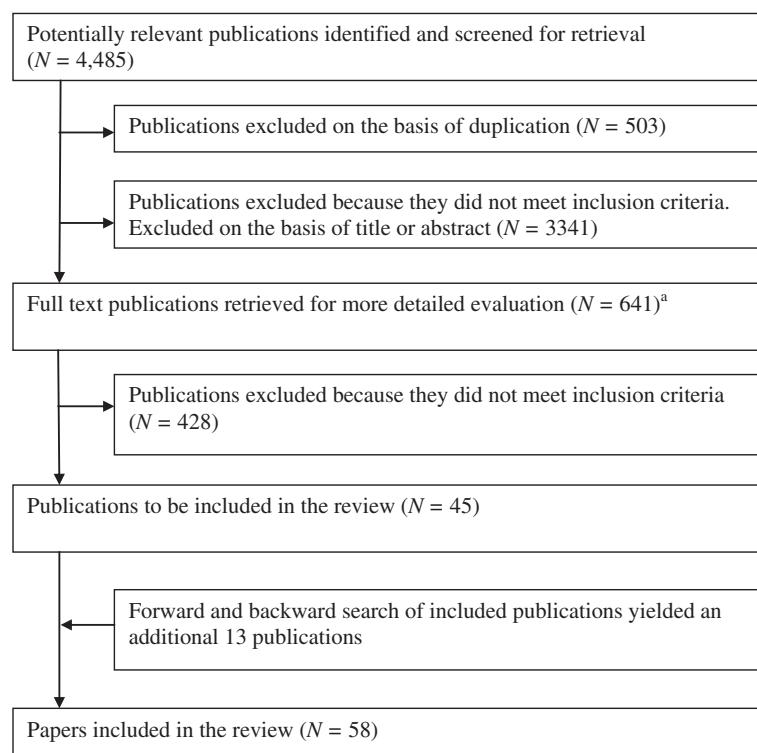 Potentially relevant publications identified and screened for retrieval
(N = 4,485)
Publications excluded on the basis of duplication (N = 503)
Publications excluded because they did not meet inclusion criteria.
Excluded on the basis of title or abstract (N = 3341)
Full text publications retrieved for more detailed evaluation (N = 641)a
Publications excluded because they did not meet inclusion criteria
(N = 428)
Publications to be included in the review (N = 45)
Forward and backward search of included publications yielded an
additional 13 publications
Papers included in the review (N = 58)